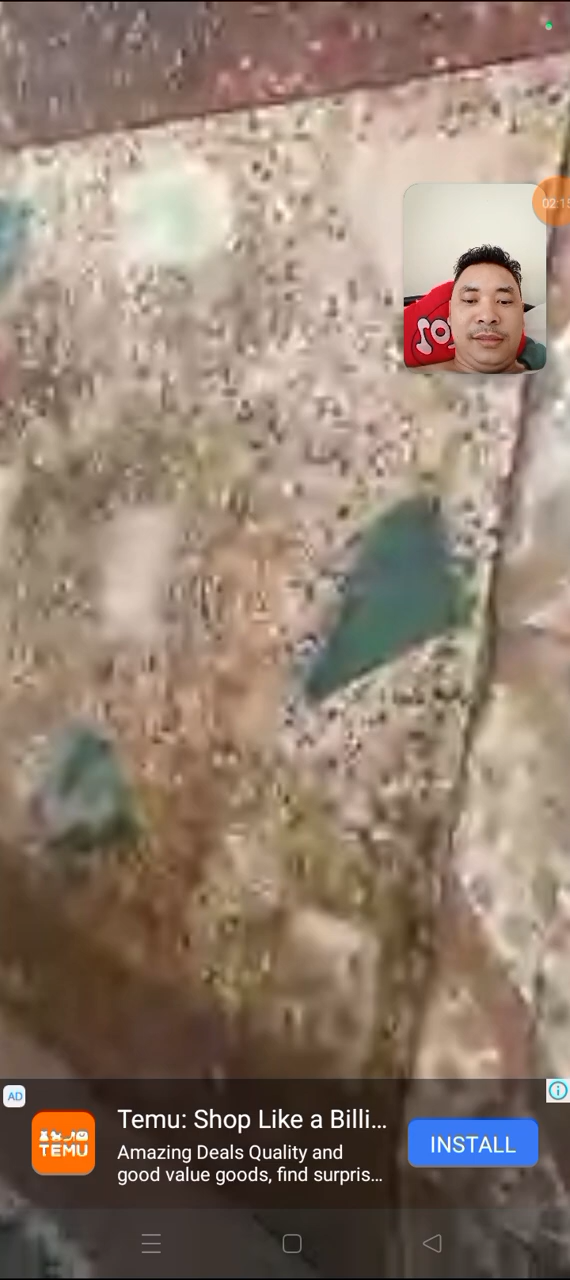 02:15
AD
Temu: Shop Like a Billi...
TEMU
Amazing Deals Quality and
good value goods, find surpris...
INSTALL